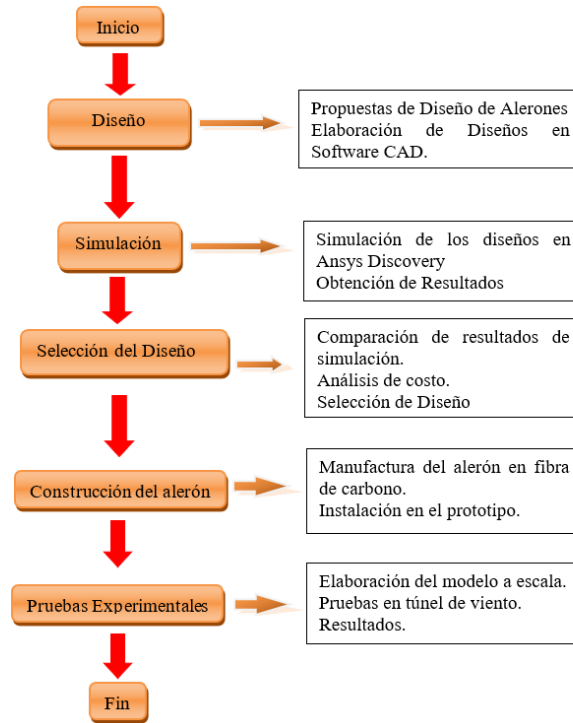 Inicio
Diseño
Propuestas de Diseño de Alerones
Elaboración de Diseños en
Software CAD.
Simulación
Simulación de los diseños en
Ansys Discovery
Obtención de Resultados
Selección del Diseño
Comparación de resultados de
simulación.
Análisis de costo.
Selección de Diseño
Construcción del alerón
Manufactura del alerón en fibra
de carbono.
Instalación en el prototipo.
Pruebas Experimentales
Elaboración del modelo a escala.
Pruebas en túnel de viento.
Resultados.
Fin